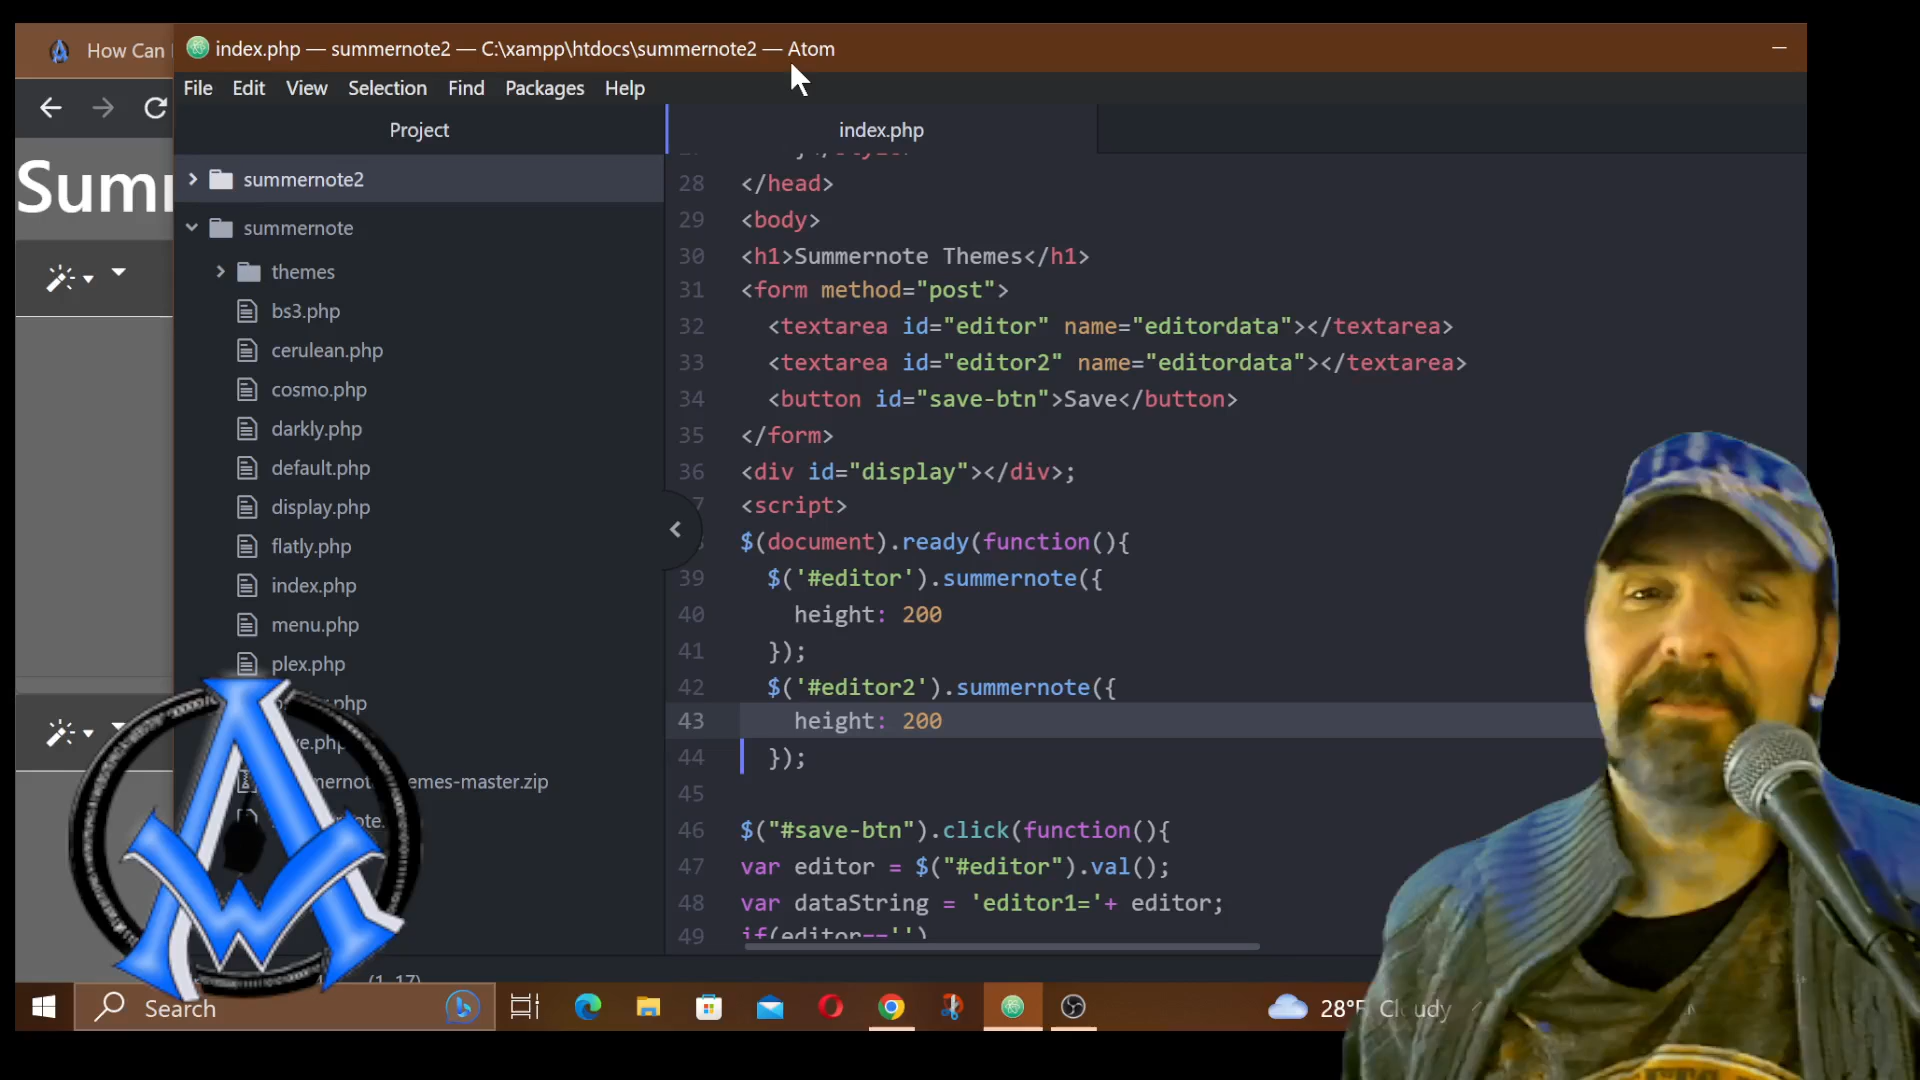 How Can
index.php — summernote2 — C:\xampp\htdocs\summernote2 — Atom
File Edit View Selection Find Packages Help
Project
index.php
Summ
summernote2
summernote
themes
bs3.php
cerulean.php
cosmo.php
darkly.php
default.php
display.php
flatly.php
index.php
menu.php
plex.php
28 </head>
29 <body>
30 <h1>Summernote Themes</h1>
31 <form method="post">
32 <textarea id="editor" name="editordata"></textarea>
33 <textarea id="editor2" name="editordata"></textarea>
34 <button id="save-btn">Save</button>
35 </form>
36 <div id="display"></div>;
<script>
$(document).ready(function(){
39 $('#editor').summernote({
40 height: 200
41 });
42 $('#editor2').summernote({
43 height: 200
44 });
45
46 $("#save-btn").click(function(){
47 var editor = $("#editor").val();
48 var dataString = 'editor1='+ editor;
49 if(editor=='')
Search
28°F Cloudy